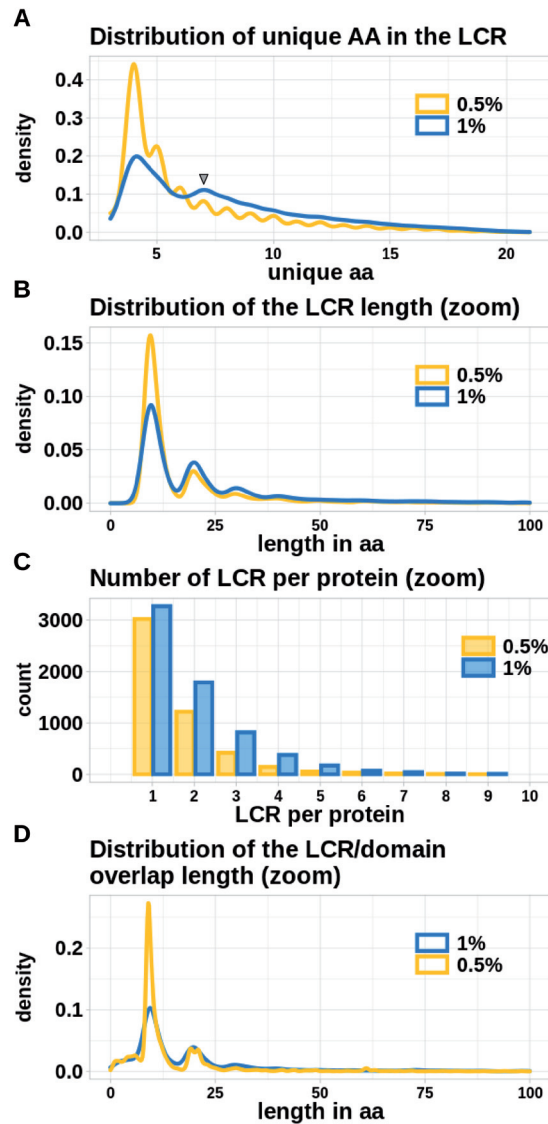 A
Distribution of unique AA in the LCR
density
0.4
0.3
0.2
0.1
0.0
0.5%
1%
5
10
15
20
unique aa
B
Distribution of the LCR length (zoom)
density
0.15
0.10
0.05
0.00
0.5%
1%
0
25
50
75
100
length in aa
C
Number of LCR per protein (zoom)
count
3000
2000
1000
0
0.5%
1%
1
2
3
4
5
6
7
8
9
10
LCR per protein
D
Distribution of the LCR/domain
overlap length (zoom)
density
0.2
0.1
0.0
1%
0.5%
0
25
50
75
100
length in aa